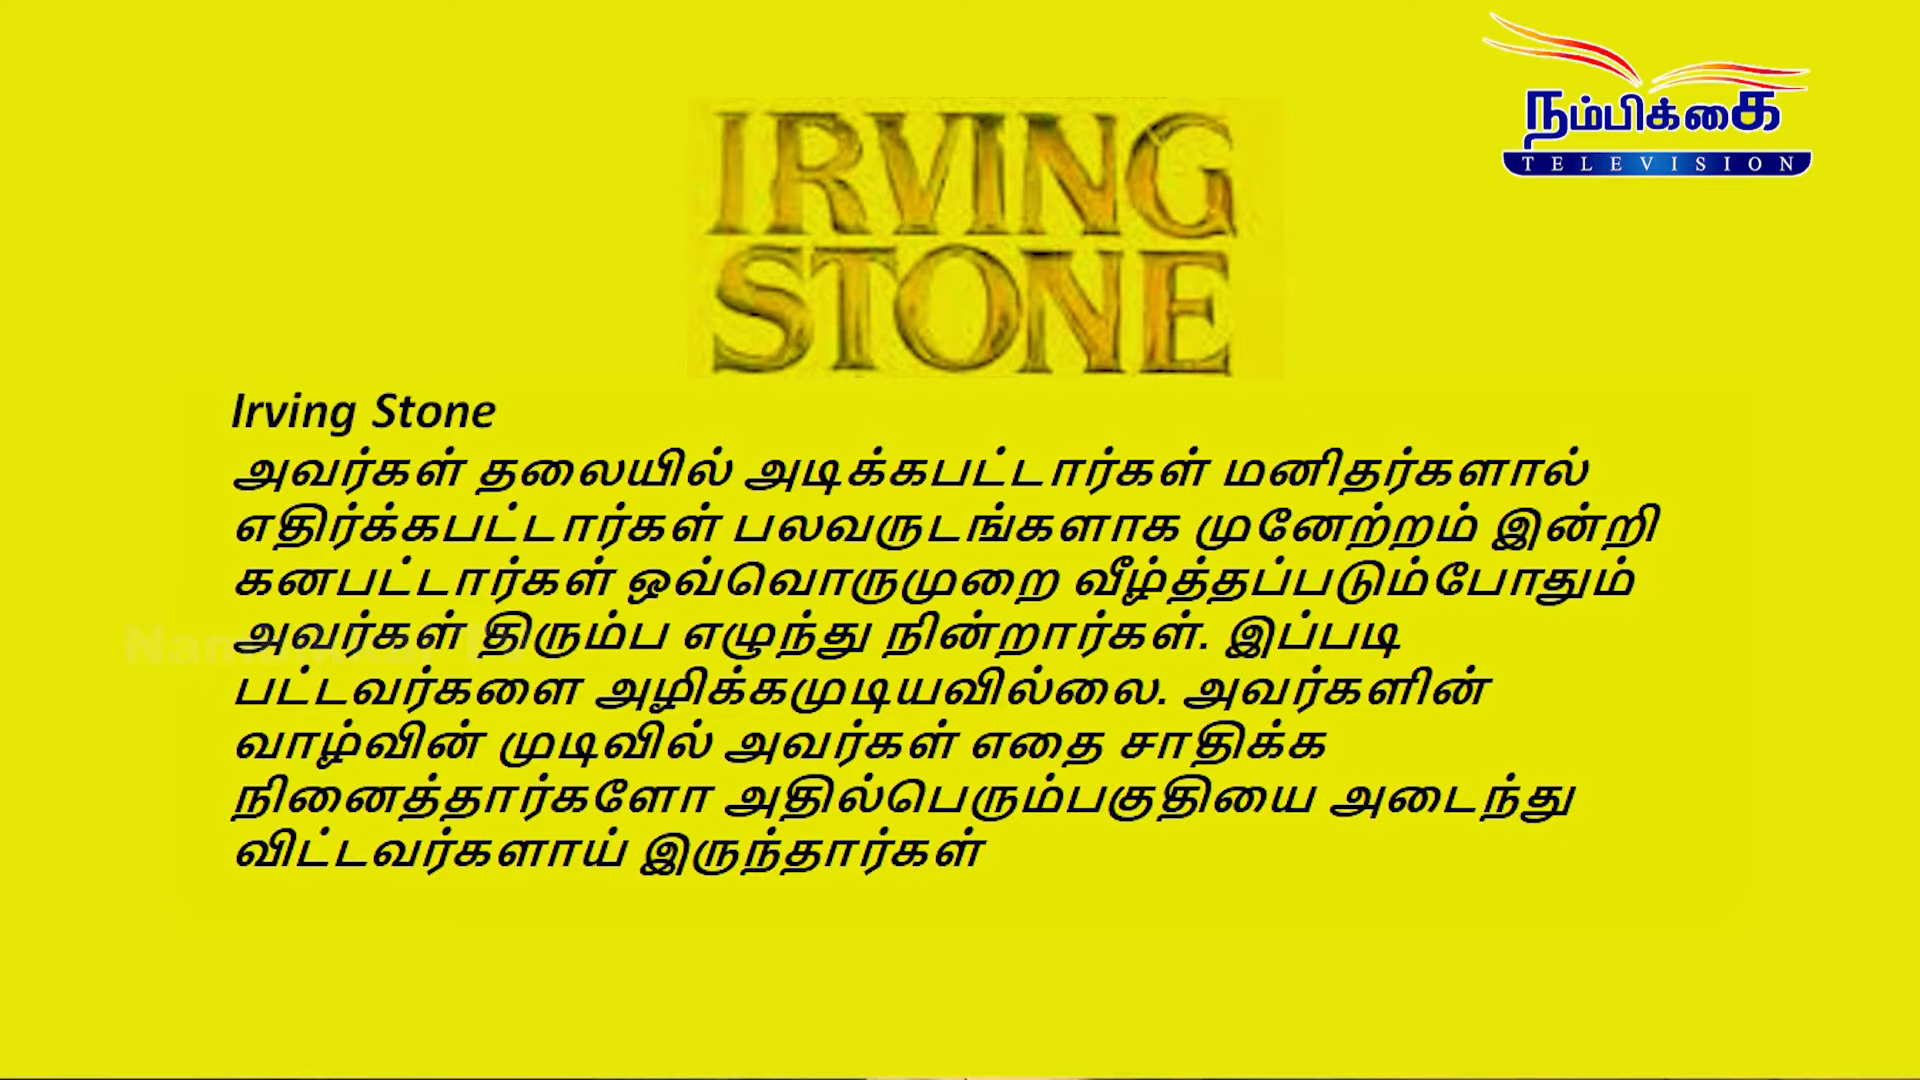 நம்பிக்கை
TELEVISION
IRVING
STONE
Irving Stone
அவர்கள் தலையில் அடிக்கபட்டார்கள் மனிதர்களால்
எதிர்க்கபட்டார்கள் பலவருடங்களாக முனேற்றம் இன்றி
கனபட்டார்கள் ஒவ்வொருமுறை வீழ்த்தப்படும்போதும்
அவர்கள் திரும்ப எழுந்து நின்றார்கள். இப்படி
பட்டவர்களை அழிக்கமுடியவில்லை. அவர்களின்
வாழ்வின் முடிவில் அவர்கள் எதை சாதிக்க
நினைத்தார்களோ அதில்பெரும்பகுதியை அடைந்து
விட்டவர்களாய் இருந்தார்கள்